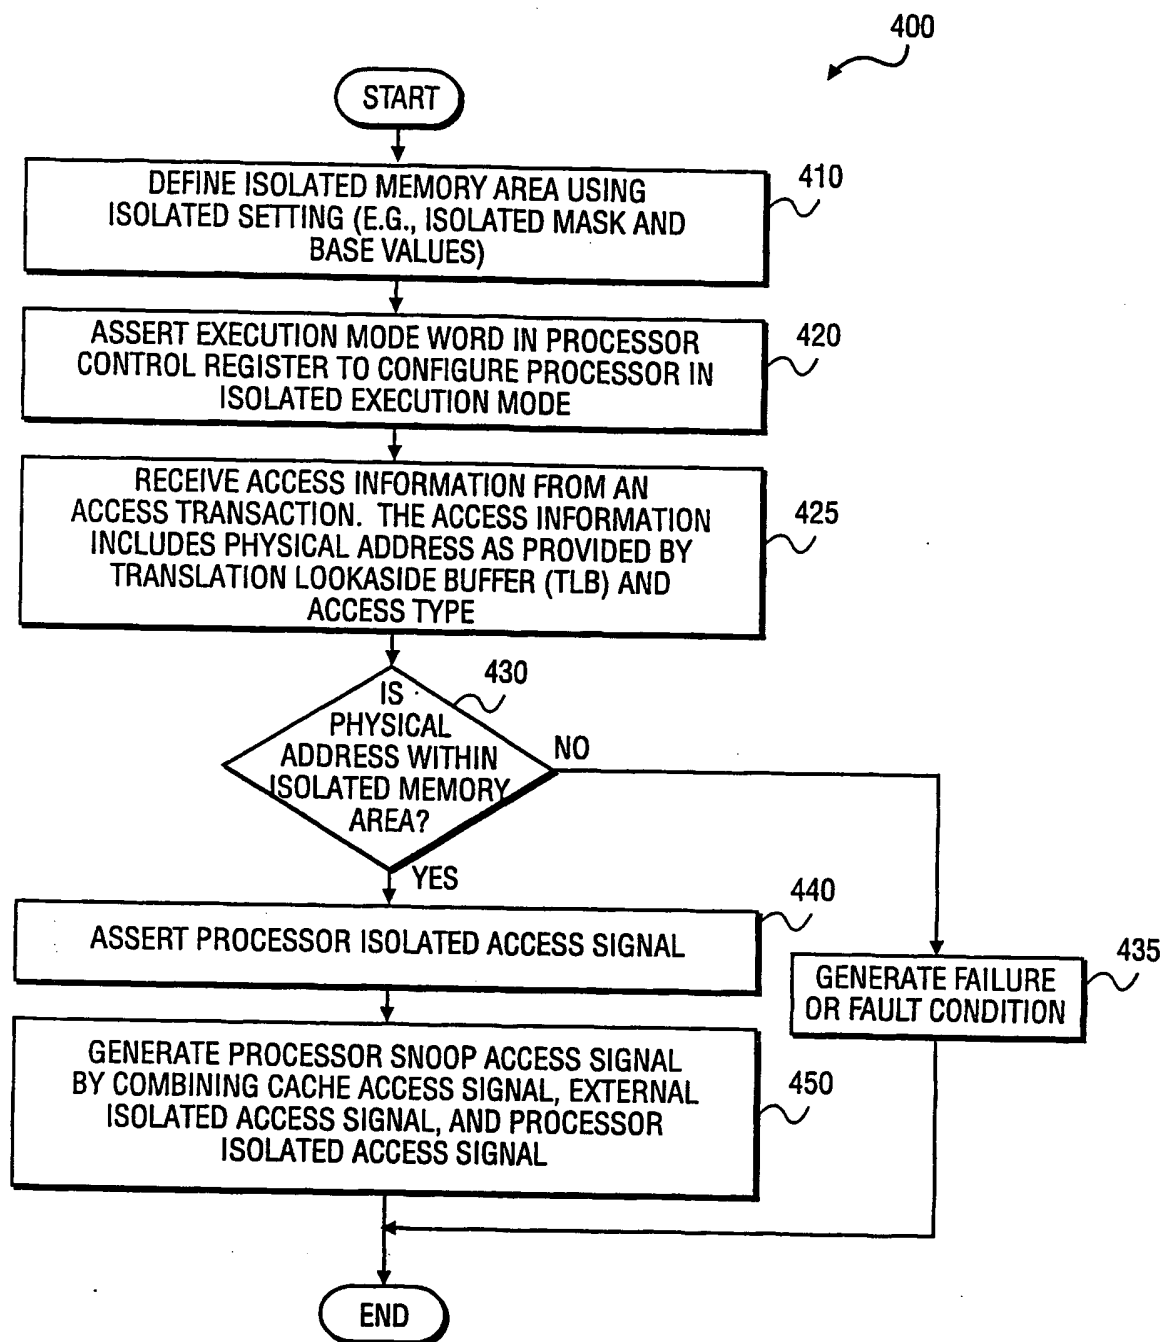 400
START
DEFINE ISOLATED MEMORY AREA USING
ISOLATED SETTING (E.G., ISOLATED MASK AND
BASE VALUES)
410
ASSERT EXECUTION MODE WORD IN PROCESSOR
CONTROL REGISTER TO CONFIGURE PROCESSOR IN
ISOLATED EXECUTION MODE
420
RECEIVE ACCESS INFORMATION FROM AN
ACCESS TRANSACTION. THE ACCESS INFORMATION
INCLUDES PHYSICAL ADDRESS AS PROVIDED BY
TRANSLATION LOOKASIDE BUFFER (TLB) AND
ACCESS TYPE
425
IS
PHYSICAL
ADDRESS WITHIN
ISOLATED MEMORY
AREA?
430
NO
YES
ASSERT PROCESSOR ISOLATED ACCESS SIGNAL
440
GENERATE FAILURE
OR FAULT CONDITION
435
GENERATE PROCESSOR SNOOP ACCESS SIGNAL
BY COMBINING CACHE ACCESS SIGNAL, EXTERNAL
ISOLATED ACCESS SIGNAL, AND PROCESSOR
ISOLATED ACCESS SIGNAL
450
END